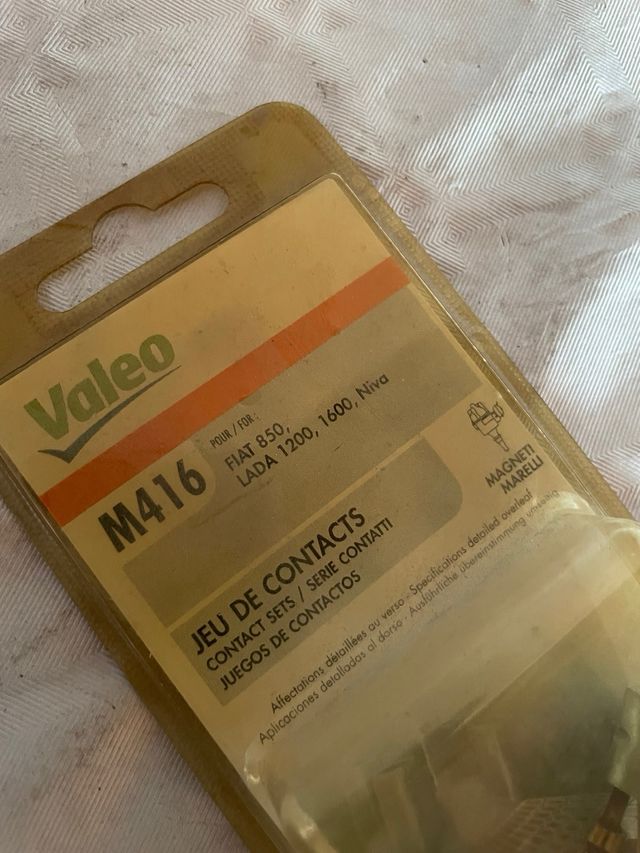 Valeo
M416
POUR / FOR :
FIAT 850,
LADA 1200, 1600, Niva
MAGNETI
MARELLI
JEU DE CONTACTS
CONTACT SETS / SERIE CONTATTI
JUEGOS DE CONTACTOS
Affectations détaillées au verso - Specifications detailed overleaf
Aplicaciones detalladas al dorso - Ausführliche Übereinstimmung umseitig